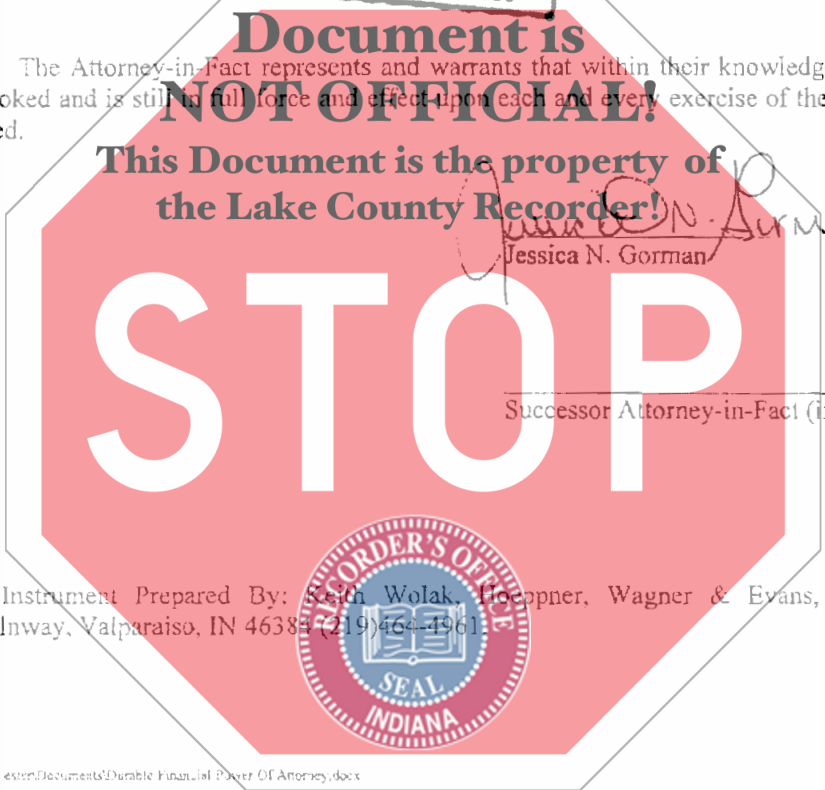 Document is
The Attorney-in-Fact represents and warrants that within their knowledg
oked and is still in full force and effect upon each and every exercise of the
ed.
NOT OFFICIAL!
This Document is the property of
the Lake County Recorder!
Jessica N. Gorman
STOP
Successor Attorney-in-Fact (i
RECORDER'S OFFICE
SEAL
INDIANA
Instrument Prepared By: Keith Wolak, Hoeppner, Wagner & Evans,
lnway, Valparaiso, IN 46384 (219)464-4961
Documents\Durable Financial Power Of Attorney.docx